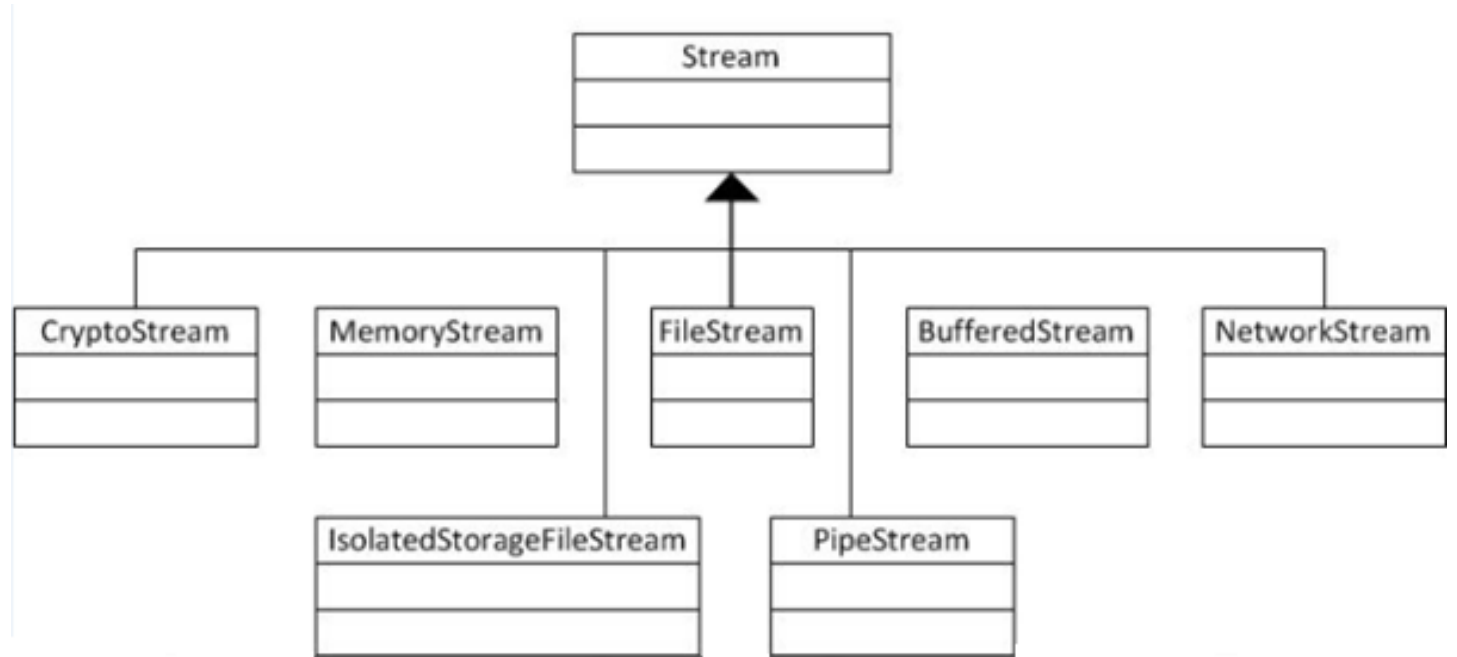 Stream
CryptoStream
MemoryStream
FileStream
BufferedStream
NetworkStream
IsolatedStorageFileStream
PipeStream